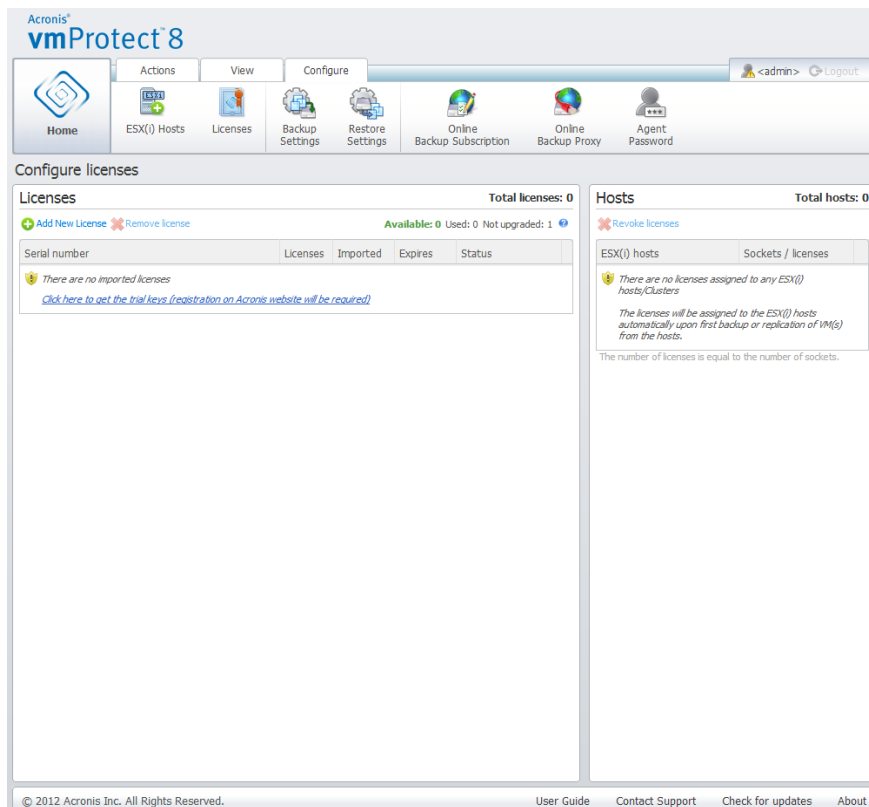 Acronis®
vmProtect™ 8
Actions View Configure
<admin> Logout
Home
ESX(i) Hosts
Licenses
Backup Settings
Restore Settings
Online Backup Subscription
Online Backup Proxy
Agent Password
Configure licenses
Licenses Total licenses: 0
Add New License Remove license Available: 0 Used: 0 Not upgraded: 1
Serial number Licenses Imported Expires Status
There are no imported licenses
Click here to get the trial keys (registration on Acronis website will be required)
Hosts Total hosts: 0
Revoke licenses
ESX(i) hosts Sockets / licenses
There are no licenses assigned to any ESX(i)
hosts/Clusters
The licenses will be assigned to the ESX(i) hosts
automatically upon first backup or replication of VM(s)
from the hosts.
The number of licenses is equal to the number of sockets.
© 2012 Acronis Inc. All Rights Reserved. User Guide Contact Support Check for updates About